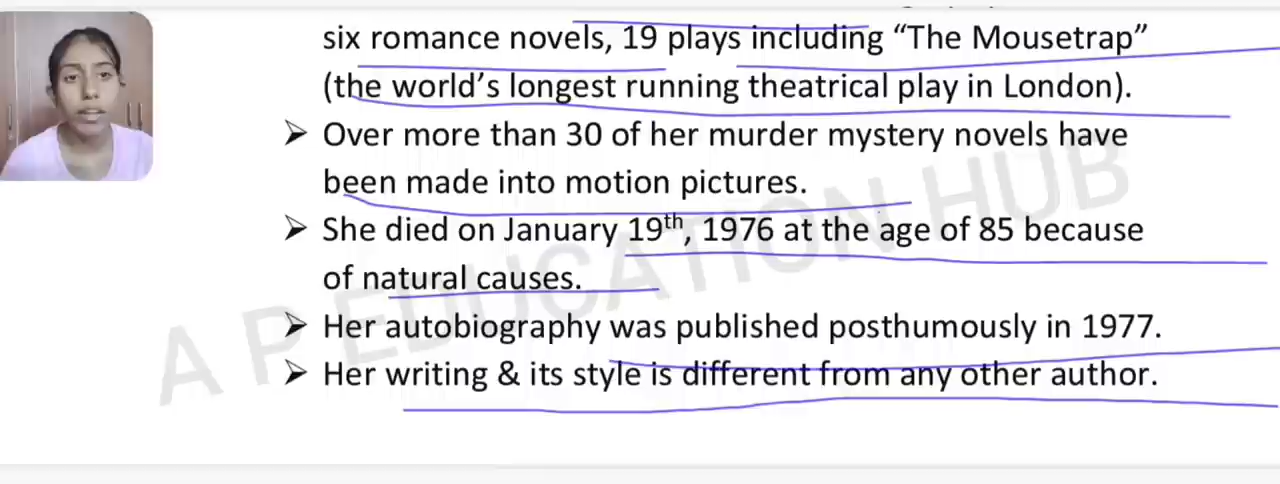 six romance novels, 19 plays including “The Mousetrap”
(the world’s longest running theatrical play in London).
➢ Over more than 30 of her murder mystery novels have
been made into motion pictures.
➢ She died on January 19th, 1976 at the age of 85 because
of natural causes.
➢ Her autobiography was published posthumously in 1977.
➢ Her writing & its style is different from any other author.
A P EDUCATION HUB